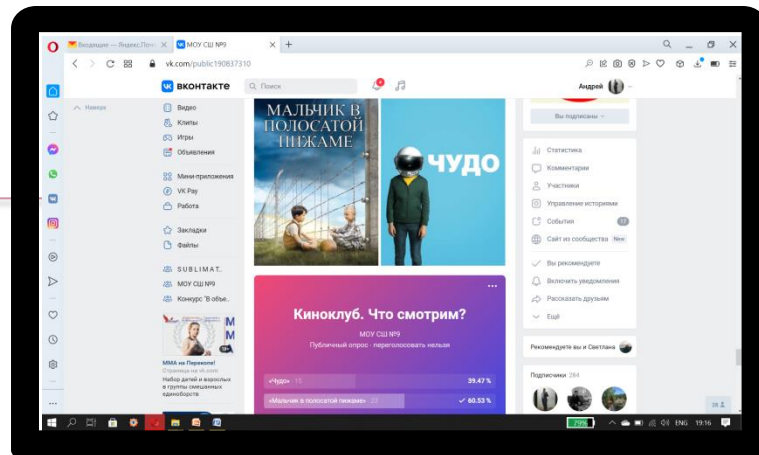 Входящие — Яндекс.Почт
МОУ СШ №9
vk.com/public190837310
ВКОНТАКТЕ
Поиск
Андрей
Наверх
Видео
Клипы
Игры
Объявления
Мини-приложения
VK Pay
Работа
Закладки
Файлы
S U B L I M A T..
МОУ СШ №9
Конкурс "В объе..
ММА на Перекопе!
Страница на vk.com
Набор детей и взрослых
в группы смешанных
единоборств
МАЛЬЧИК В
ПОЛОСАТОЙ
ПИЖАМЕ
ЧУДО
Киноклуб. Что смотрим?
МОУ СШ №9
Публичный опрос · переголосовать нельзя
«Чудо» · 15
39.47 %
«Мальчик в полосатой пижаме» · 23
60.53 %
Вы подписаны
Статистика
Комментарии
Участники
Управление историями
События
17
Сайт из сообщества New
Вы рекомендуете
Включить уведомления
Рассказать друзьям
Ещё
Рекомендуете вы и Светлана
Подписчики 284
79%
ENG 19:16